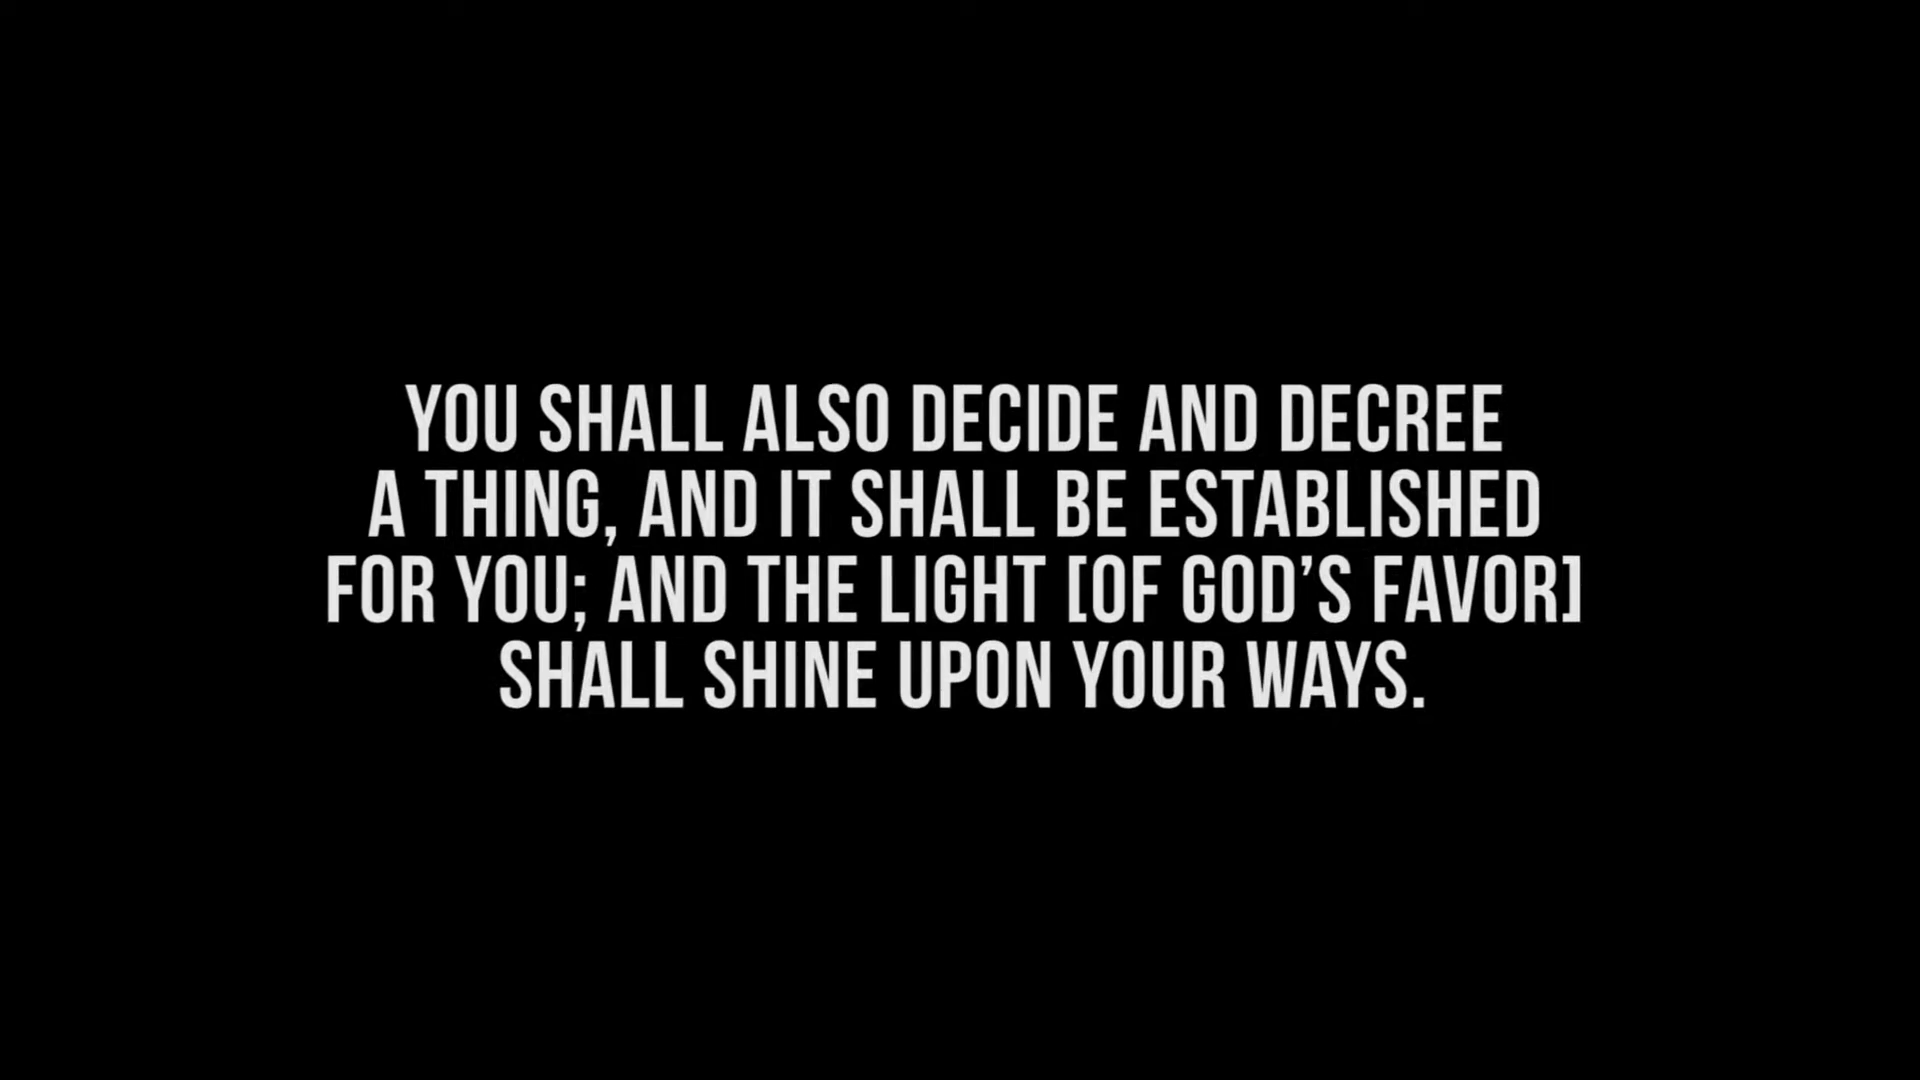 YOU SHALL ALSO DECIDE AND DECREE
A THING, AND IT SHALL BE ESTABLISHED
FOR YOU; AND THE LIGHT [OF GOD’S FAVOR]
SHALL SHINE UPON YOUR WAYS.